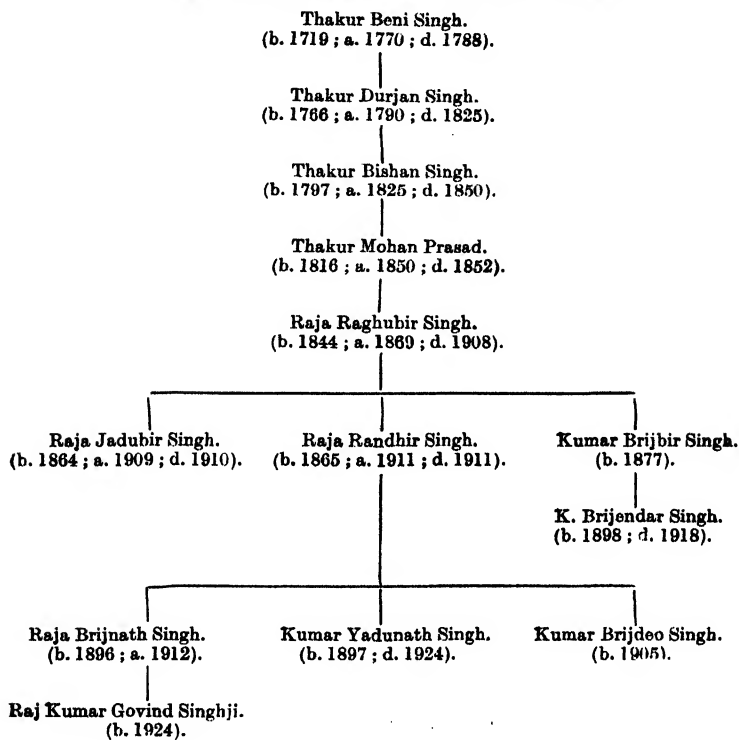 Thakur Beni Singh.
(b. 1719 ; a. 1770 ; d. 1788).
Thakur Durjan Singh.
(b. 1766 ; a. 1790 ; d. 1825).
Thakur Bishan Singh.
(b. 1797 ; a. 1825 ; d. 1850).
Thakur Mohan Prasad.
(b. 1816 ; a. 1850 ; d. 1852).
Raja Raghubir Singh.
(b. 1844 ; a. 1869 ; d. 1908).
Raja Jadubir Singh.
(b. 1864 ; a. 1909 ; d. 1910).
Raja Randhir Singh.
(b. 1865 ; a. 1911 ; d. 1911).
Kumar Brijbir Singh.
(b. 1877).
K. Brijendar Singh.
(b. 1898 ; d. 1918).
Raja Brijnath Singh.
(b. 1896 ; a. 1912).
Kumar Yadunath Singh.
(b. 1897 ; d. 1924).
Kumar Brijdeo Singh.
(b. 1905).
Raj Kumar Govind Singhji.
(b. 1924).